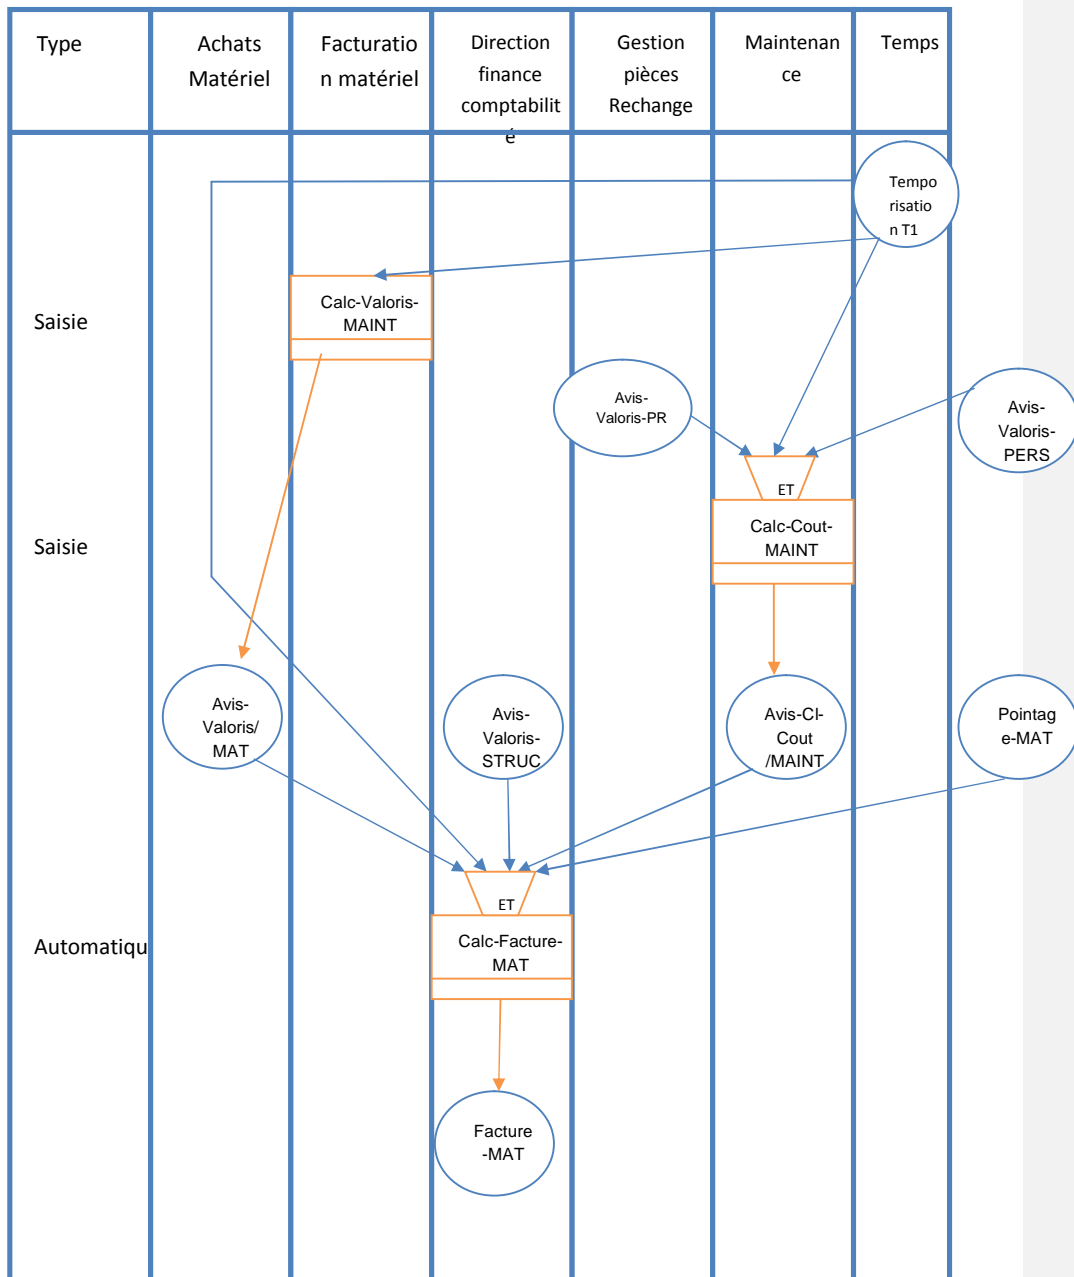 Type
Achats
Matériel
Facturatio
n matériel
Direction
finance
comptabilit
é
Gestion
pièces
Rechange
Maintenan
ce
Temps
Tempo
risatio
n T1
Saisie
Calc-Valoris-
MAINT
Avis-
Valoris-PR
Avis-
Valoris-
PERS
ET
Saisie
Calc-Cout-
MAINT
Avis-
Valoris/
MAT
Avis-
Valoris-
STRUC
Avis-Cl-
Cout
/MAINT
Pointag
e-MAT
ET
Automatiqu
Calc-Facture-
MAT
Facture
-MAT